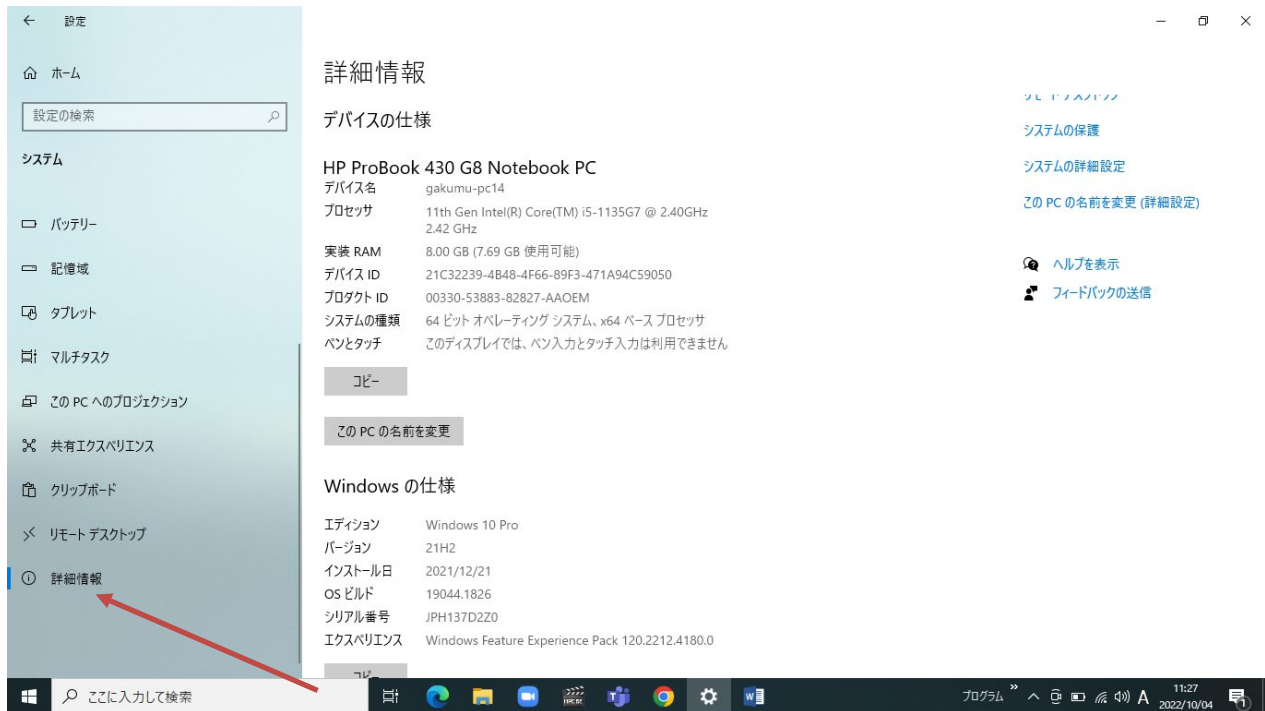 設定
ホーム
設定の検索
システム
バッテリー
記憶域
タブレット
マルチタスク
この PC へのプロジェクション
共有エクスペリエンス
クリップボード
リモート デスクトップ
詳細情報
詳細情報
デバイスの仕様
HP ProBook 430 G8 Notebook PC
デバイス名 gakumu-pc14
プロセッサ 11th Gen Intel(R) Core(TM) i5-1135G7 @ 2.40GHz
2.42 GHz
実装 RAM 8.00 GB (7.69 GB 使用可能)
デバイス ID 21C32239-4B48-4F66-89F3-471A94C59050
プロダクト ID 00330-53883-82827-AAOEM
システムの種類 64 ビット オペレーティング システム、x64 ベース プロセッサ
ペンとタッチ このディスプレイでは、ペン入力とタッチ入力は利用できません
コピー
この PC の名前を変更
Windows の仕様
エディション Windows 10 Pro
バージョン 21H2
インストール日 2021/12/21
OS ビルド 19044.1826
シリアル番号 JPH137D2Z0
エクスペリエンス Windows Feature Experience Pack 120.2212.4180.0
コピー
リモート デスクトップ
システムの保護
システムの詳細設定
この PC の名前を変更 (詳細設定)
ヘルプを表示
フィードバックの送信
ここに入力して検索
プログラム
A
11:27
2022/10/04
1